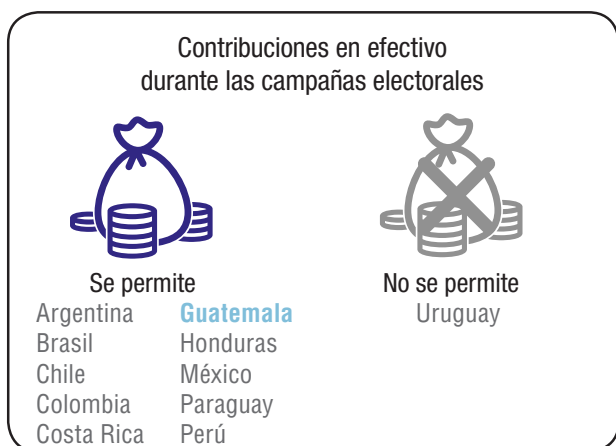 Contribuciones en efectivo
durante las campañas electorales
Se permite
Argentina
Brasil
Chile
Colombia
Costa Rica
Guatemala
Honduras
México
Paraguay
Perú
No se permite
Uruguay